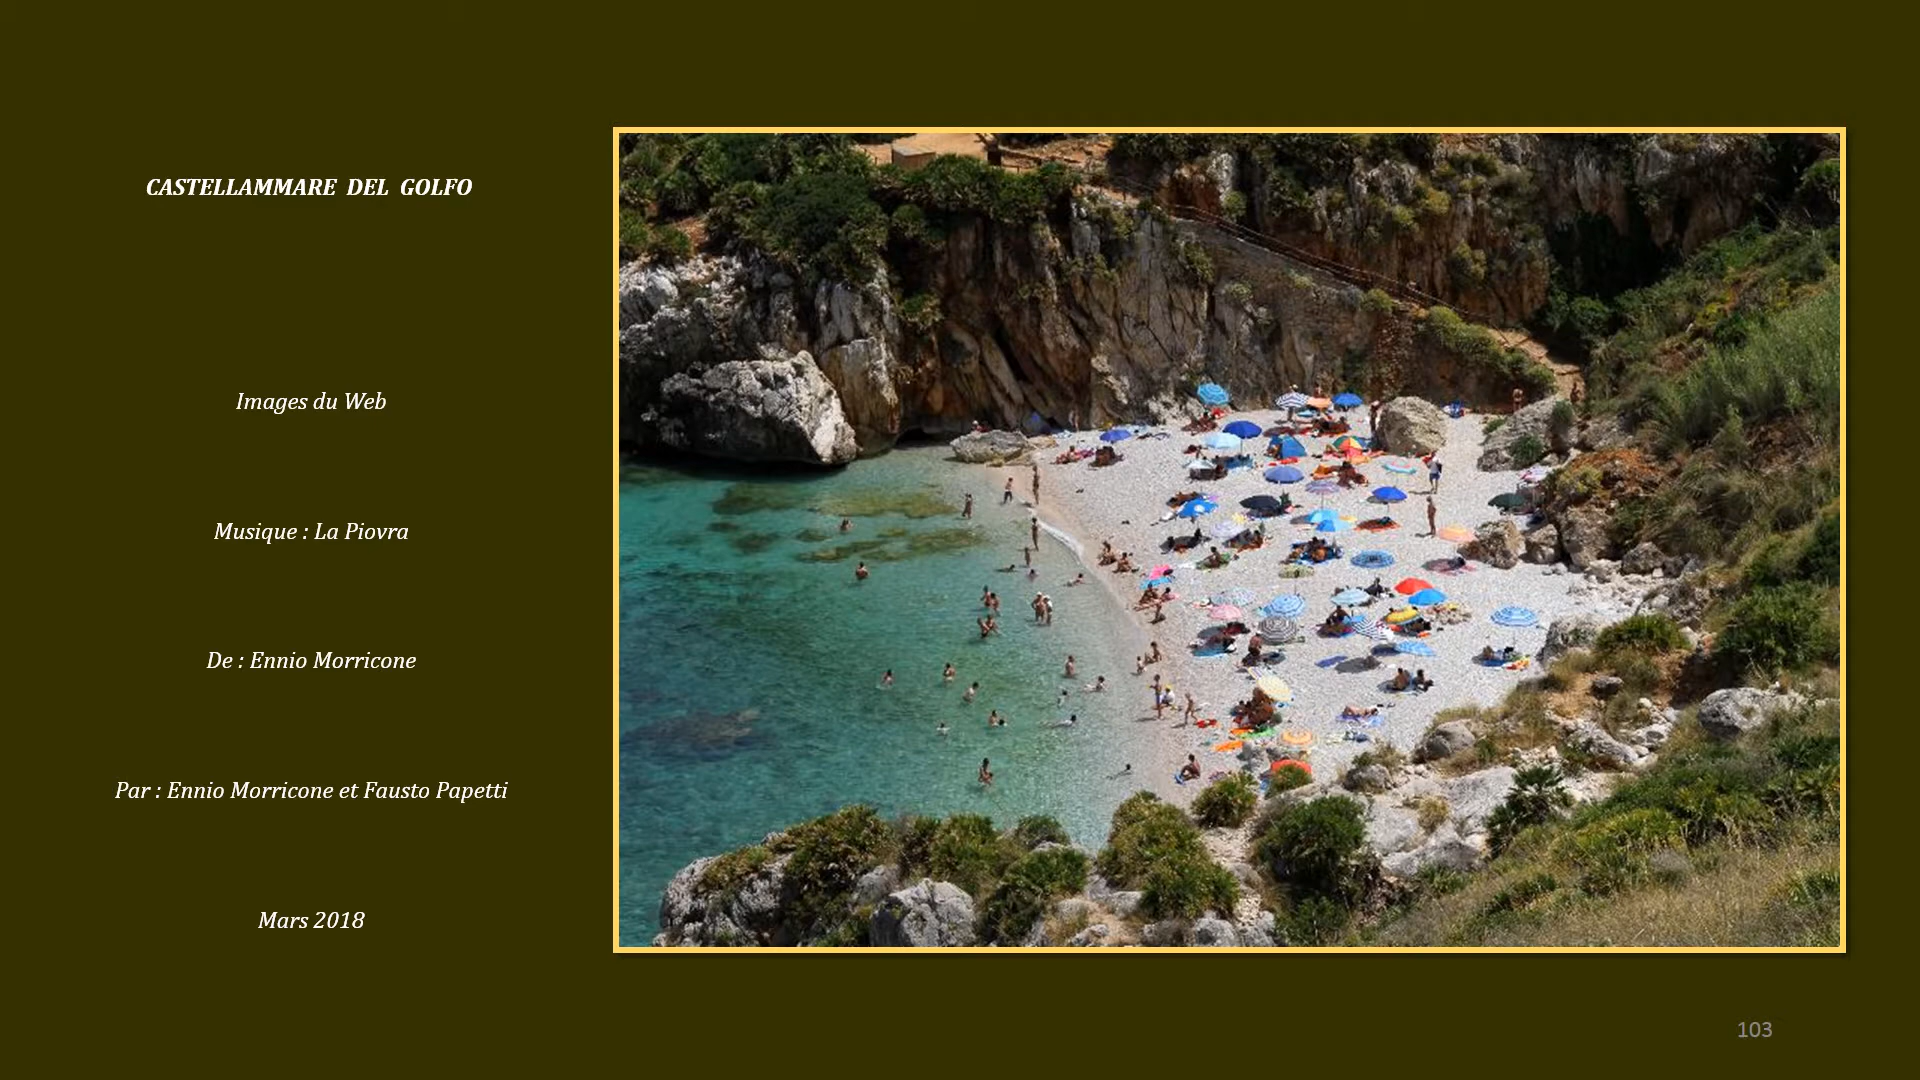 CASTELLAMMARE DEL GOLFO
Images du Web
Musique : La Piovra
De : Ennio Morricone
Par : Ennio Morricone et Fausto Papetti
Mars 2018
103